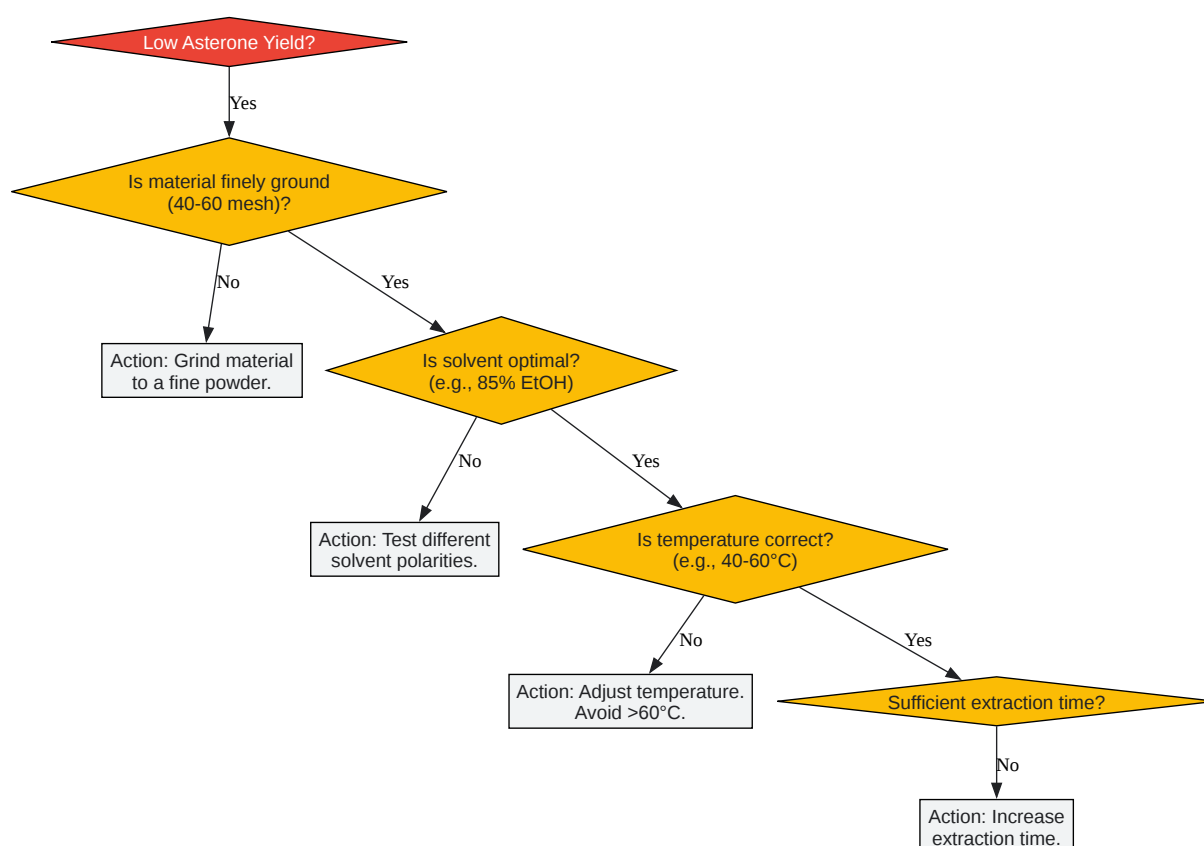 Low Asterone Yield?
Yes
Is material finely ground
(40-60 mesh)?
No
Yes
Action: Grind material
to a fine powder.
Is solvent optimal?
(e.g., 85% EtOH)
No
Yes
Action: Test different
solvent polarities.
Is temperature correct?
(e.g., 40-60°C)
No
Yes
Action: Adjust temperature.
Avoid >60°C.
Sufficient extraction time?
No
Action: Increase
extraction time.